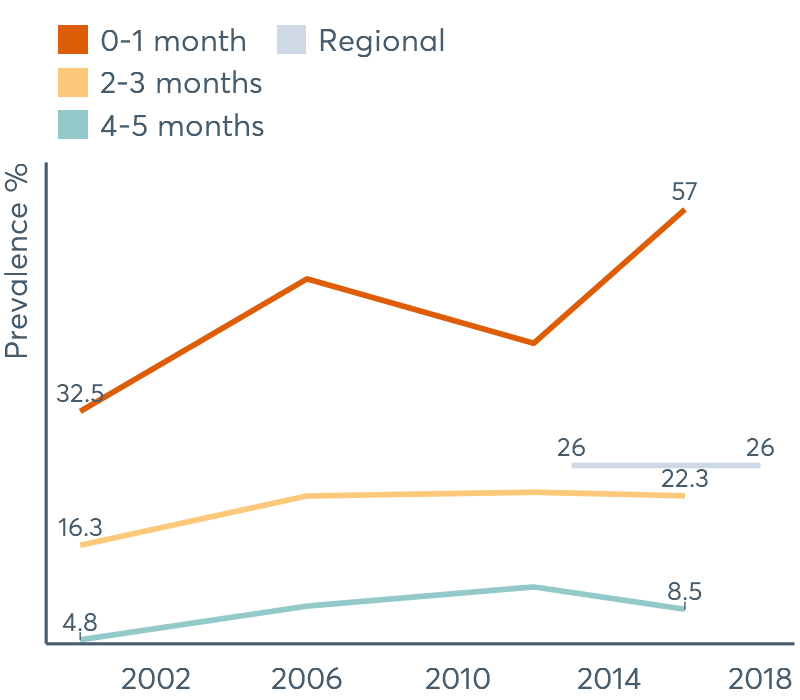 0-1 month
Regional
2-3 months
4-5 months
Prevalence %
57
32.5
26
26
22.3
16.3
8.5
4.8
2002
2006
2010
2014
2018